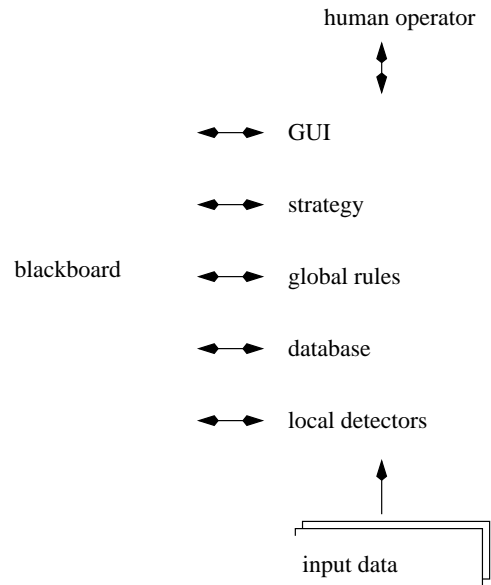 human operator
GUI
strategy
blackboard
global rules
database
local detectors
input data